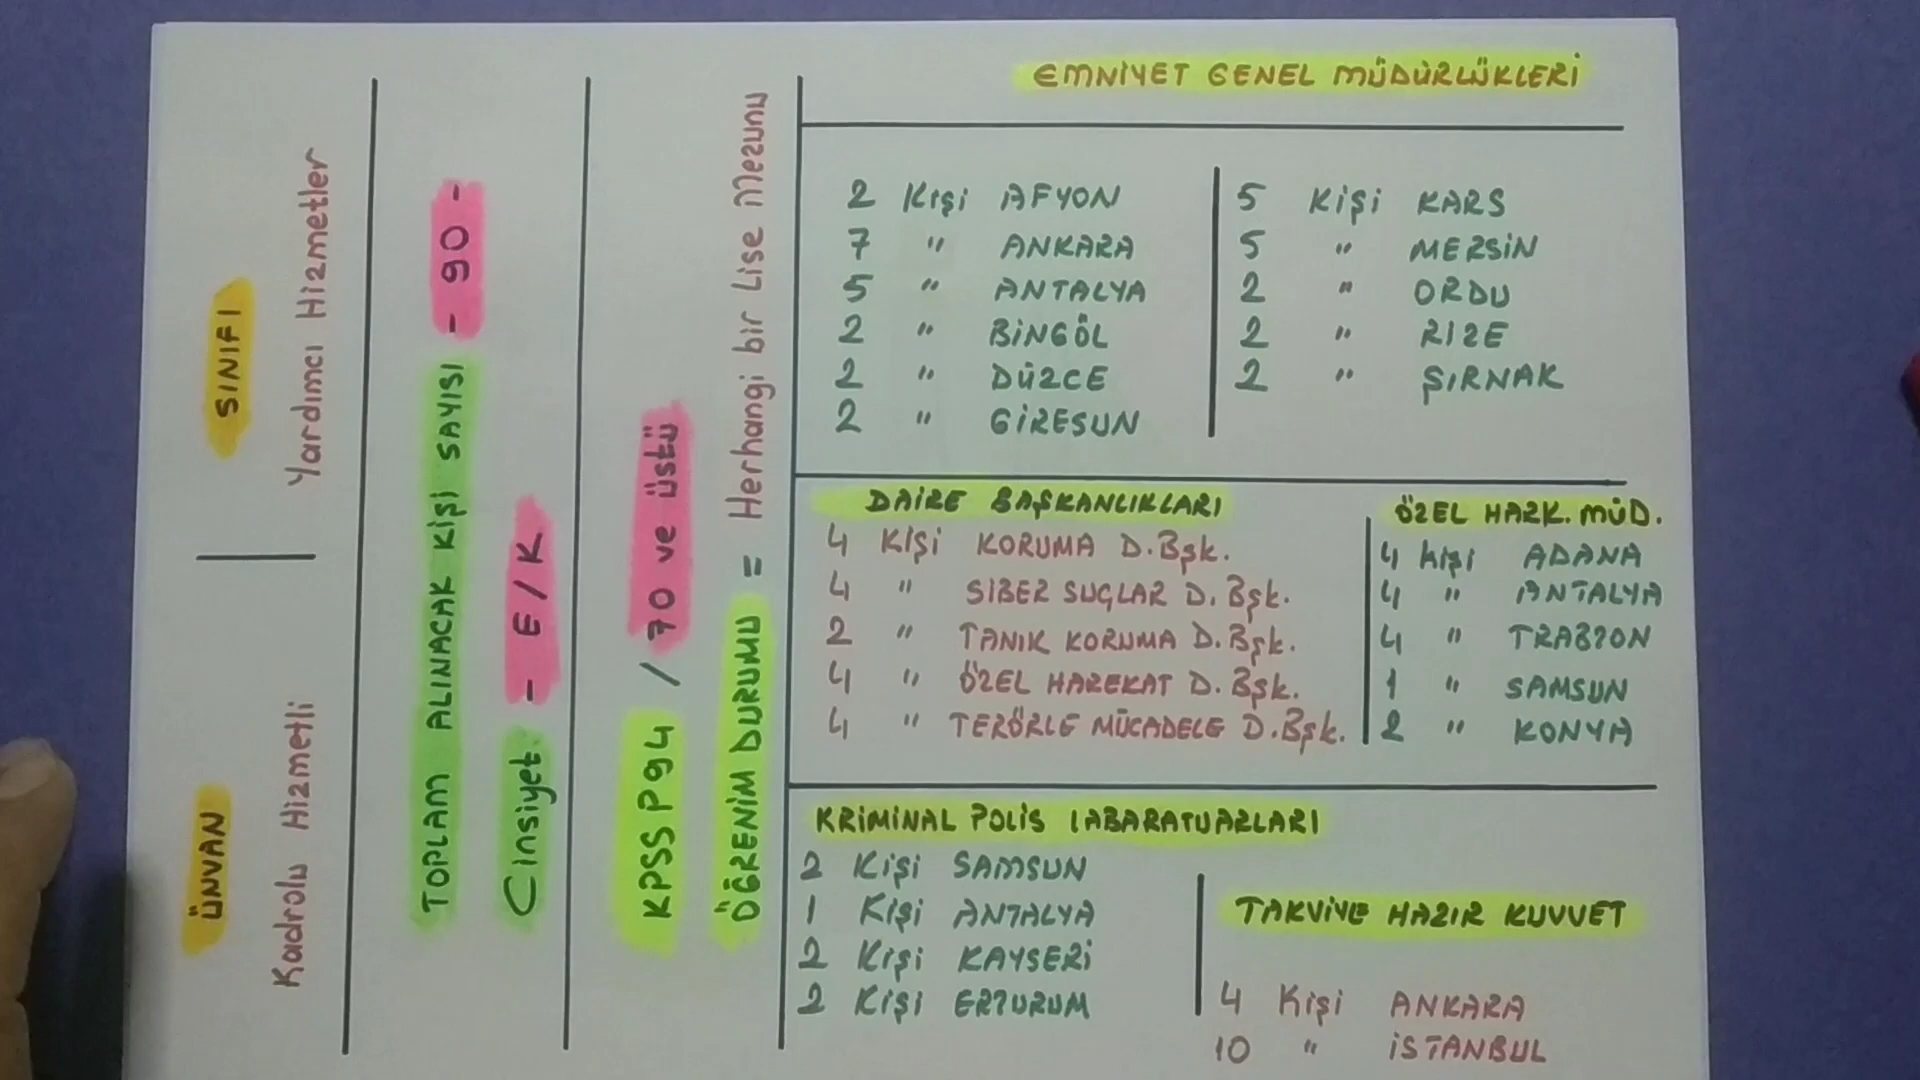 ÜNVAN
Kadrolu Hizmetli
SINIFI
Yardımcı Hizmetler
TOPLAM ALINACAK KİŞİ SAYISI - 90 -
Cinsiyet - E/K
KPSS P94 / 70 ve üstü
ÖĞRENİM DURUMU = Herhangi bir Lise Mezunu
EMNİYET GENEL MÜDÜRLÜKLERİ
2 Kişi AFYON
7 " ANKARA
5 " ANTALYA
2 " BİNGÖL
2 " DÜZCE
2 " GİRESUN
5 Kişi KARS
5 " MERSİN
2 " ORDU
2 " RIZE
2 " ŞIRNAK
DAİRE BAŞKANLIKLARI
4 Kişi KORUMA D.Bşk.
4 " SİBER SUÇLAR D.Bşk.
2 " TANIK KORUMA D.Bşk.
4 " ÖZEL HAREKAT D.Bşk.
4 " TERÖRLE MÜCADELE D.Bşk.
ÖZEL HARK. MÜD.
4 kişi ADANA
4 " ANTALYA
4 " TRABZON
1 " SAMSUN
2 " KONYA
KRİMİNAL POLİS LABARATUARLARI
2 Kişi SAMSUN
1 Kişi ANTALYA
2 Kişi KAYSERİ
2 Kişi ERZURUM
TAKVİYE HAZIR KUVVET
4 Kişi ANKARA
10 " İSTANBUL